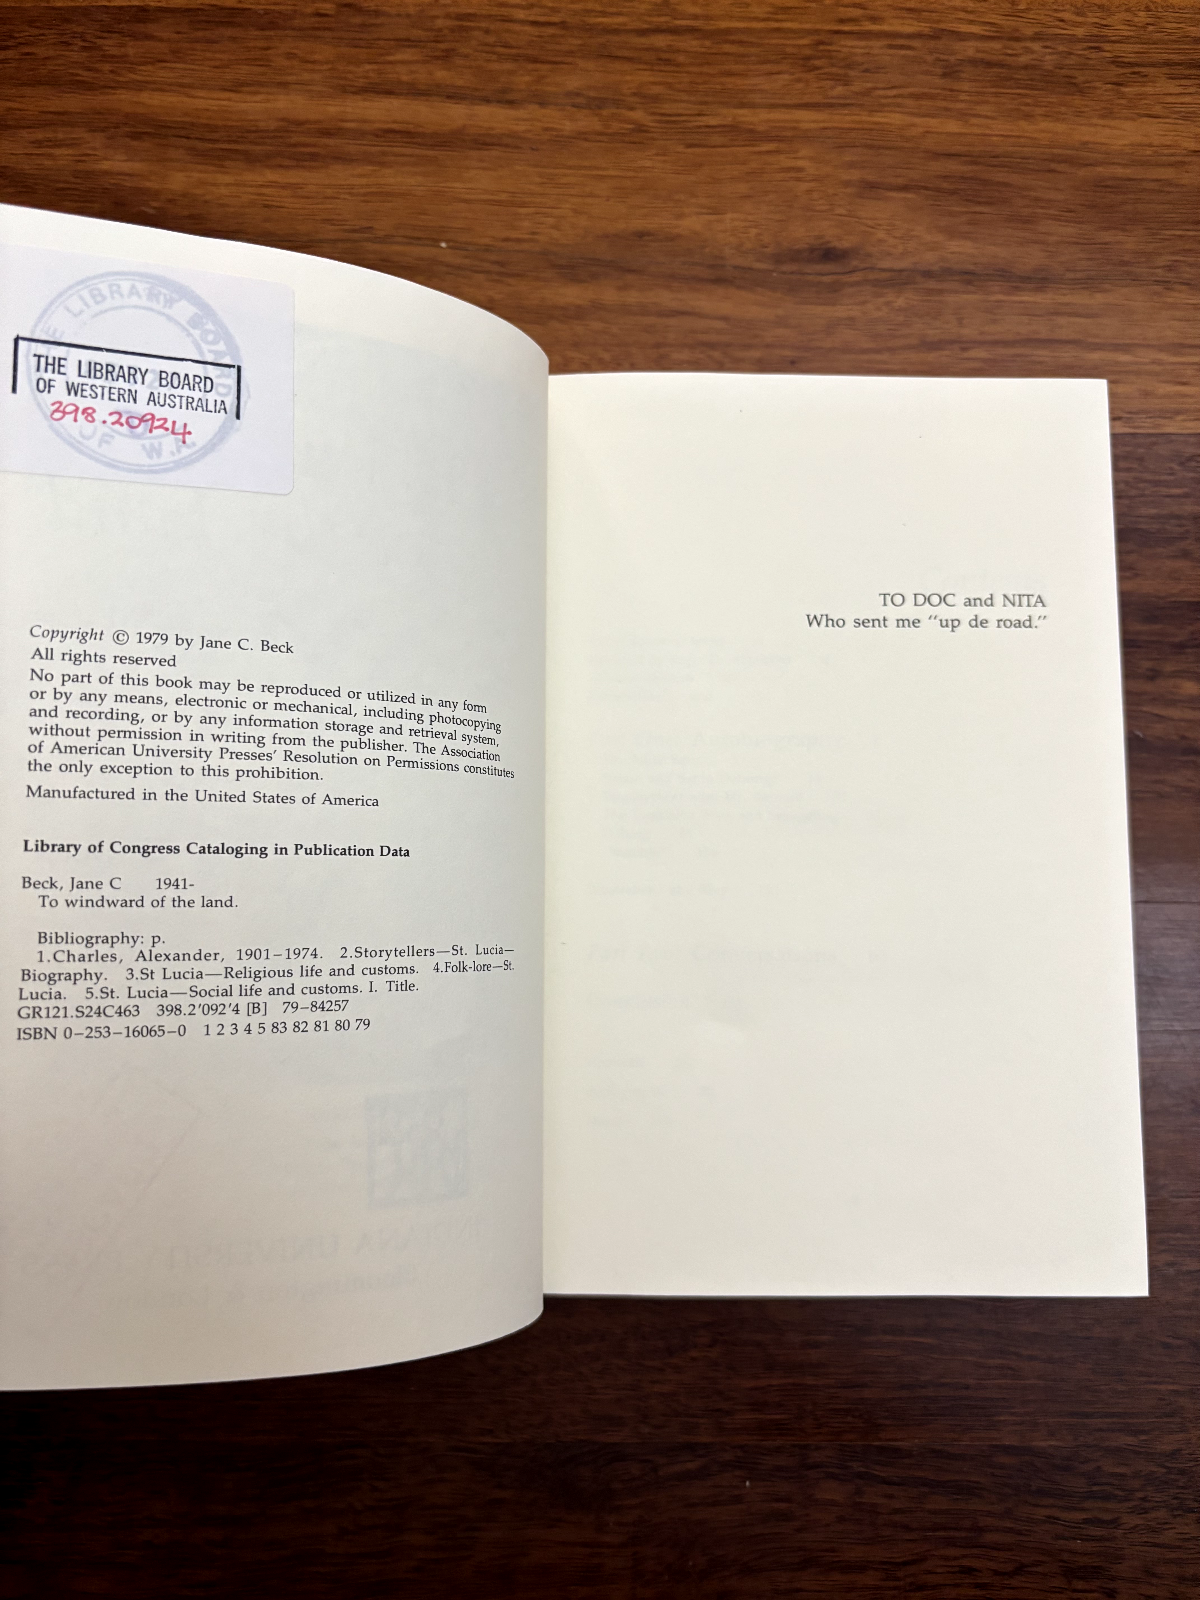 THE LIBRARY BOARD
OF W.A.
THE LIBRARY BOARD
OF WESTERN AUSTRALIA
398.20924
Copyright © 1979 by Jane C. Beck
All rights reserved
No part of this book may be reproduced or utilized in any form
or by any means, electronic or mechanical, including photocopying
and recording, or by any information storage and retrieval system,
without permission in writing from the publisher. The Association
of American University Presses' Resolution on Permissions constitutes
the only exception to this prohibition.
Manufactured in the United States of America
Library of Congress Cataloging in Publication Data
Beck, Jane C 1941-
To windward of the land.
Bibliography: p.
1.Charles, Alexander, 1901–1974. 2.Storytellers—St. Lucia—
Biography. 3.St Lucia—Religious life and customs. 4.Folk-lore—St.
Lucia. 5.St. Lucia—Social life and customs. I. Title.
GR121.S24C463 398.2'092'4 [B] 79–84257
ISBN 0–253–16065–0 1 2 3 4 5 83 82 81 80 79
TO DOC and NITA
Who sent me “up de road.”